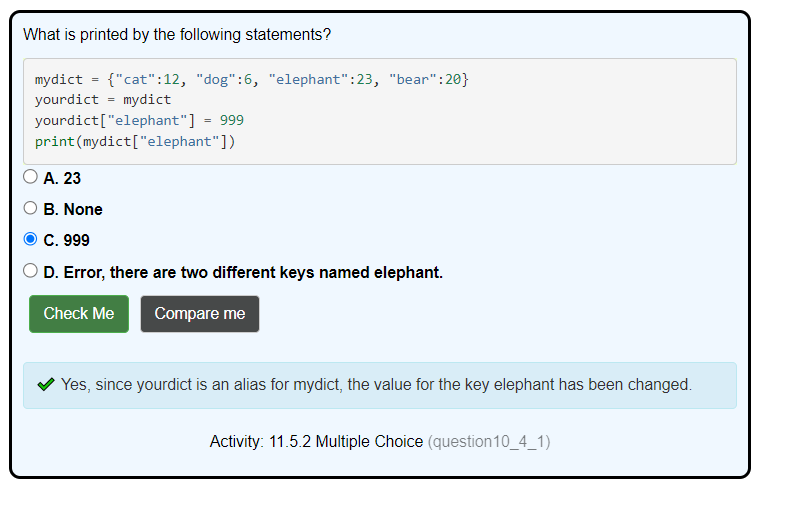 What is printed by the following statements?
mydict = {"cat":12, "dog":6, "elephant":23, "bear":20}
yourdict = mydict
yourdict["elephant"] = 999
print(mydict["elephant"])
A. 23
B. None
C. 999
D. Error, there are two different keys named elephant.
Check Me Compare me
Yes, since yourdict is an alias for mydict, the value for the key elephant has been changed.
Activity: 11.5.2 Multiple Choice (question10_4_1)